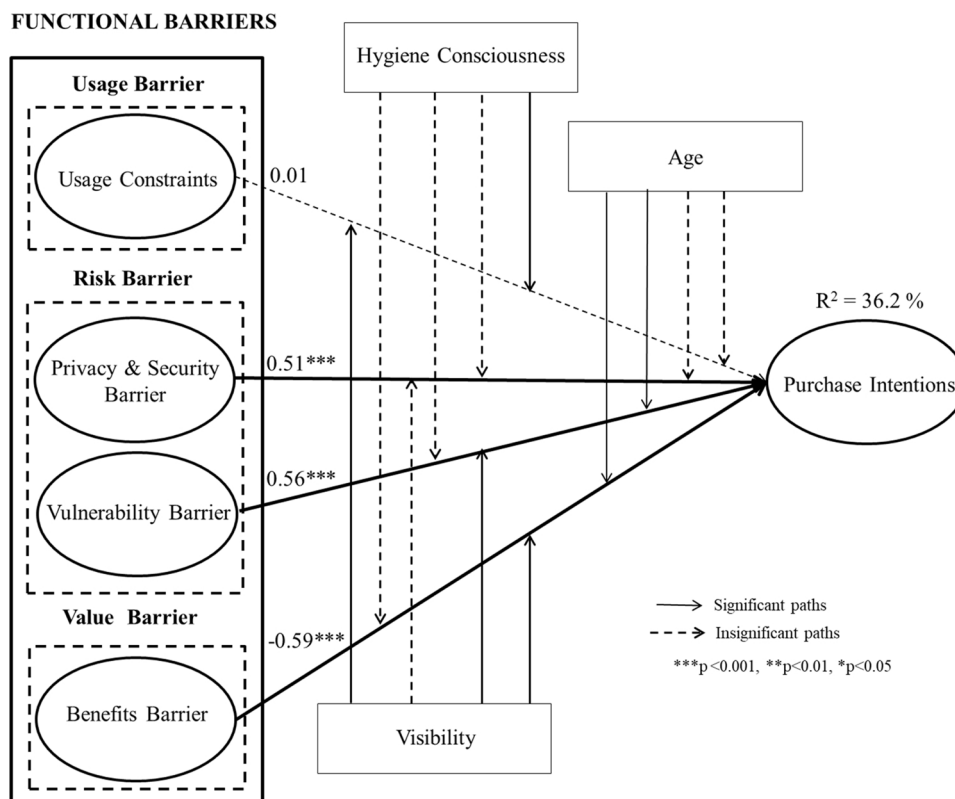 FUNCTIONAL BARRIERS
Usage Barrier
Usage Constraints
Risk Barrier
Privacy & Security
Barrier
Vulnerability Barrier
Value Barrier
Benefits Barrier
Hygiene Consciousness
Age
0.01
0.51***
0.56***
-0.59***
R² = 36.2 %
Purchase Intentions
Visibility
Significant paths
Insignificant paths
***p<0.001, **p<0.01, *p<0.05